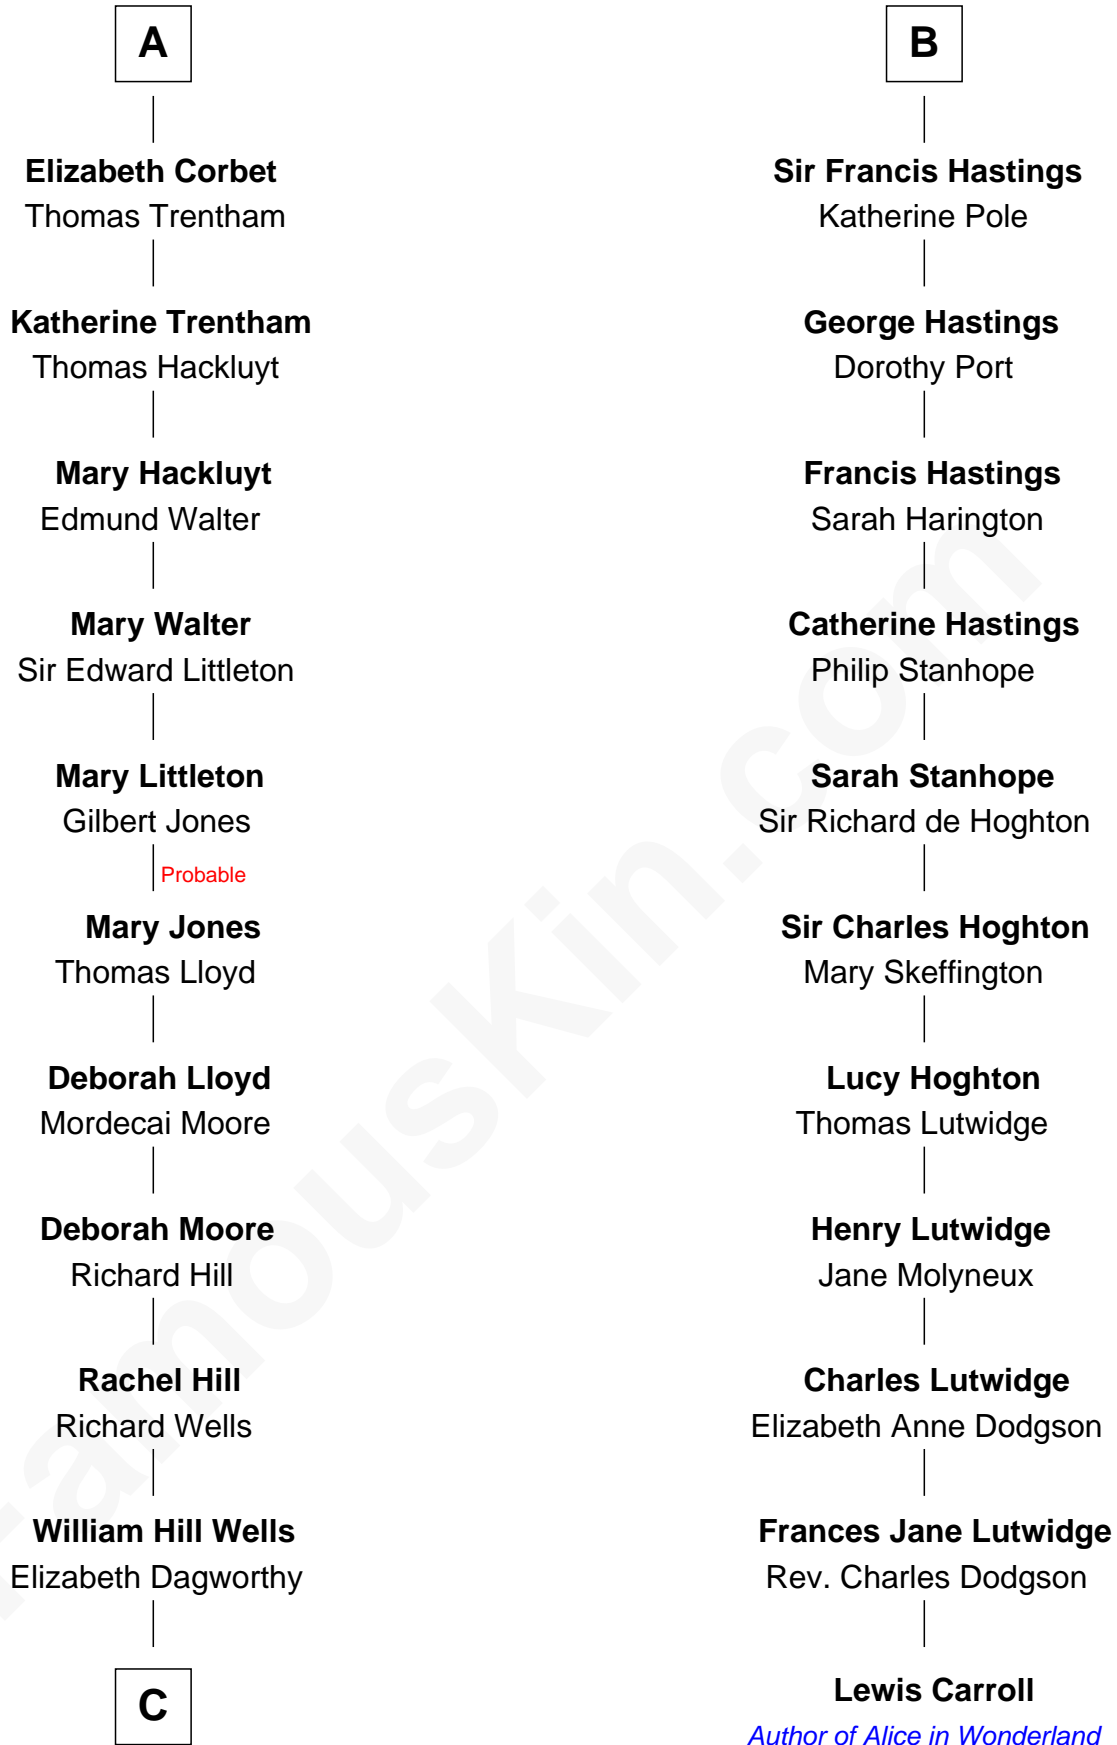 A
Elizabeth Corbet
Thomas Trentham
Katherine Trentham
Thomas Hackluyt
Mary Hackluyt
Edmund Walter
Mary Walter
Sir Edward Littleton
Mary Littleton
Gilbert Jones
Probable
Mary Jones
Thomas Lloyd
Deborah Lloyd
Mordecai Moore
Deborah Moore
Richard Hill
Rachel Hill
Richard Wells
William Hill Wells
Elizabeth Dagworthy
C
B
Sir Francis Hastings
Katherine Pole
George Hastings
Dorothy Port
Francis Hastings
Sarah Harington
Catherine Hastings
Philip Stanhope
Sarah Stanhope
Sir Richard de Hoghton
Sir Charles Hoghton
Mary Skeffington
Lucy Hoghton
Thomas Lutwidge
Henry Lutwidge
Jane Molyneux
Charles Lutwidge
Elizabeth Anne Dodgson
Frances Jane Lutwidge
Rev. Charles Dodgson
Lewis Carroll
Author of Alice in Wonderland
FamousKin.com